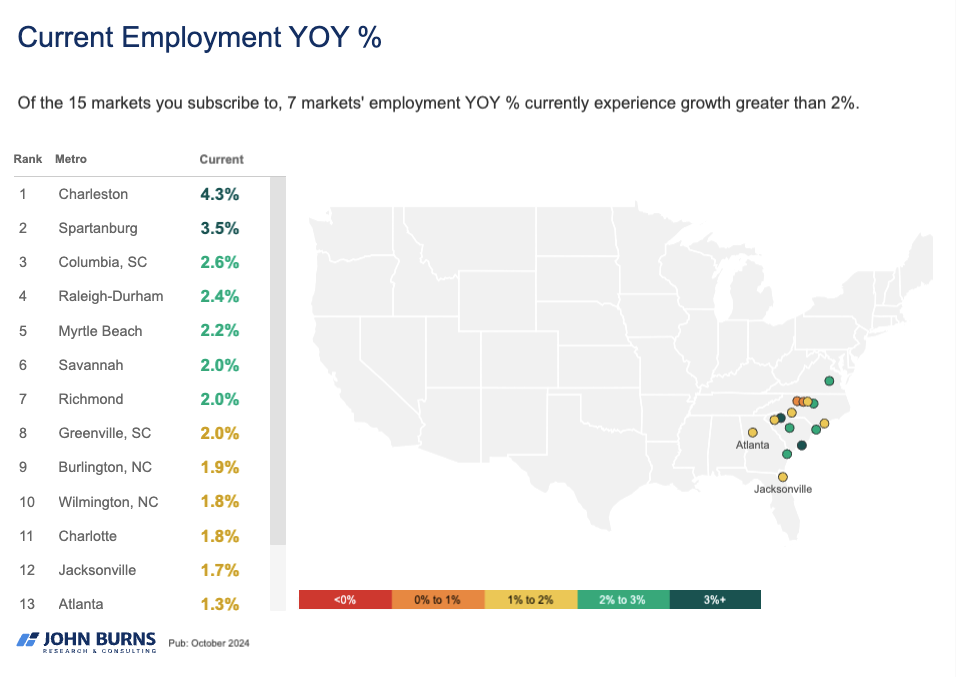 Current Employment YOY %
Of the 15 markets you subscribe to, 7 markets' employment YOY % currently experience growth greater than 2%.
Rank Metro Current
1 Charleston 4.3%
2 Spartanburg 3.5%
3 Columbia, SC 2.6%
4 Raleigh-Durham 2.4%
5 Myrtle Beach 2.2%
6 Savannah 2.0%
7 Richmond 2.0%
8 Greenville, SC 2.0%
9 Burlington, NC 1.9%
10 Wilmington, NC 1.8%
11 Charlotte 1.8%
12 Jacksonville 1.7%
13 Atlanta 1.3%
Atlanta
Jacksonville
<0% 0% to 1% 1% to 2% 2% to 3% 3%+
JOHN BURNS
RESEARCH & CONSULTING
Pub: October 2024